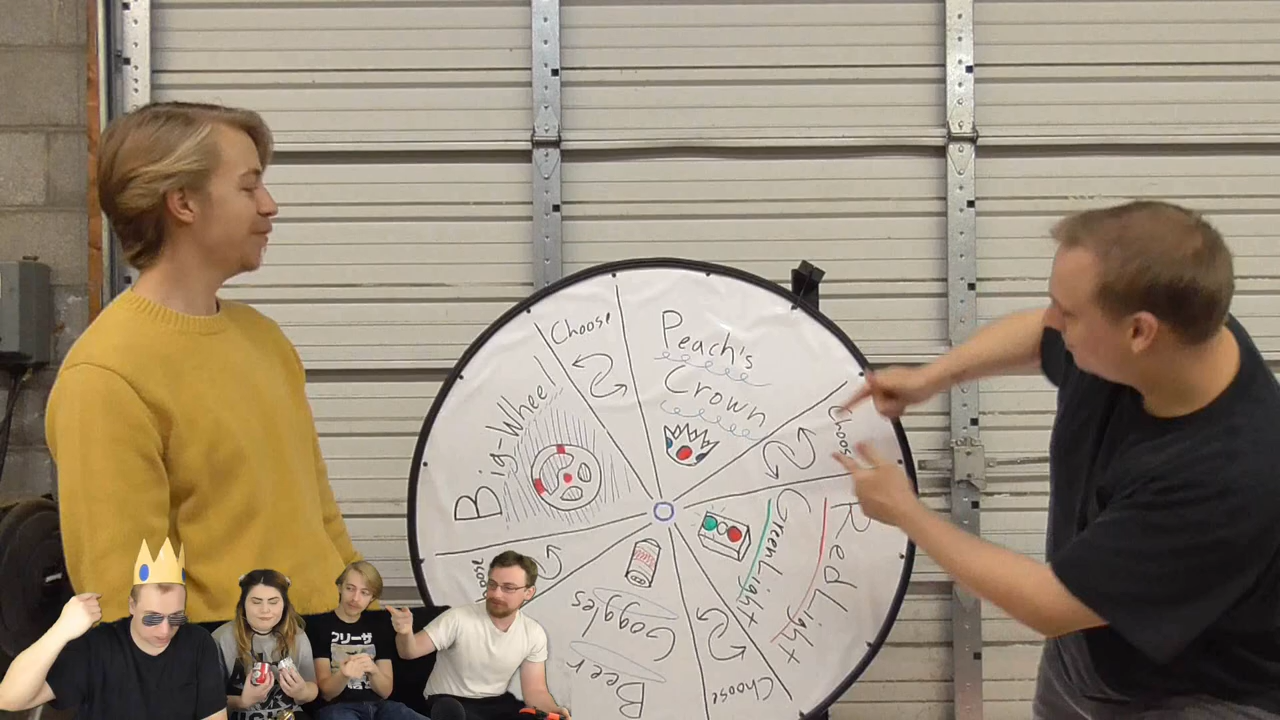 Choose
Peach's
Crown
Big-Wheel
Choos
Red Light
Green Light
Choose
Beer
Goggles
oose
フリーザ